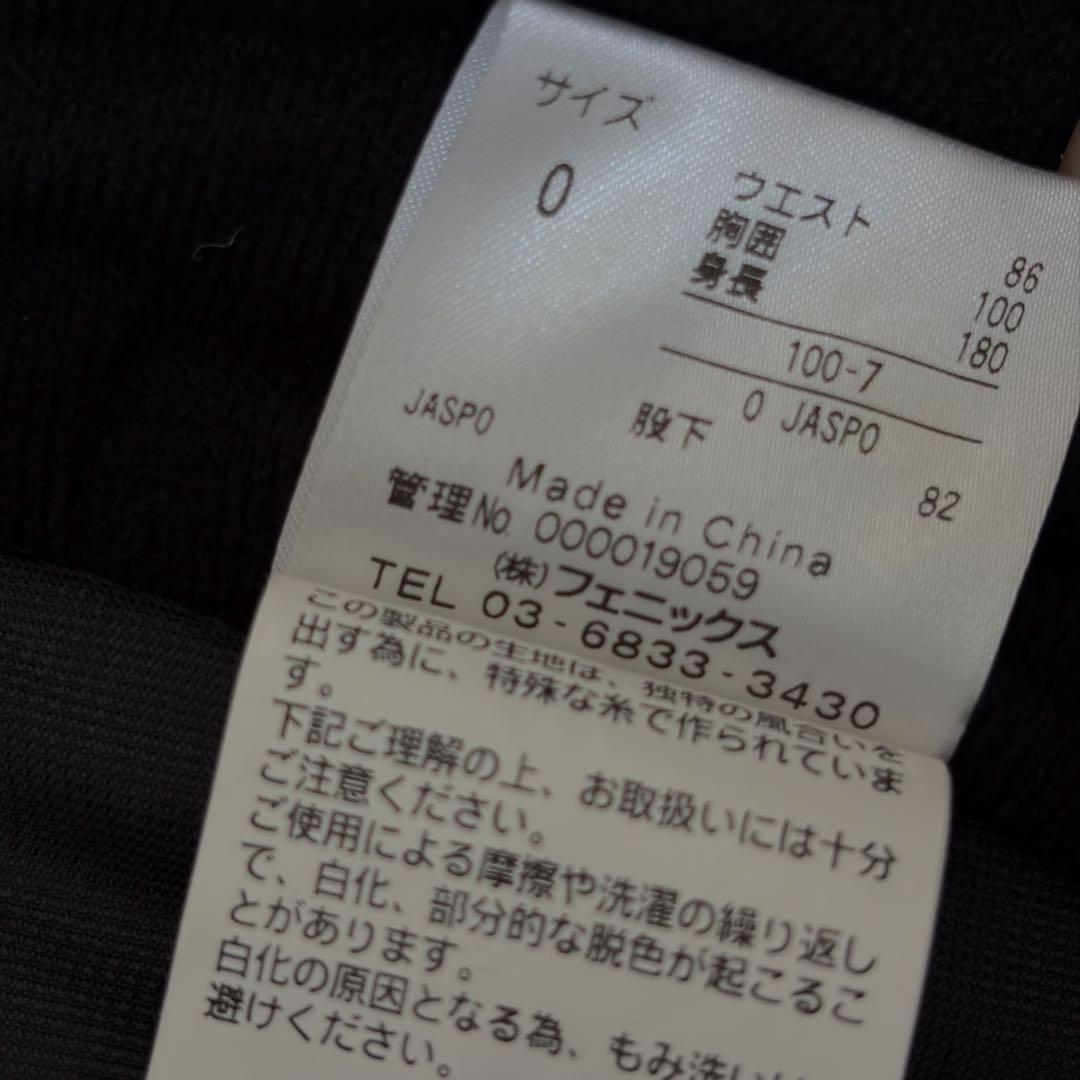 サイズ
0
ウエスト 86
胸囲 100
身長 180
100-7
0 JASPO
JASPO
股下 82
Made in China
管理No. 0000019059
(株)フェニックス
TEL 03-6833-3430
この製品の生地は、独特の風合いを
出す為に、特殊な糸で作られていま
す。
下記ご理解の上、お取扱いには十分
ご注意ください。
ご使用による摩擦や洗濯の繰り返し
で、白化、部分的な脱色が起こるこ
とがあります。
白化の原因となる為、もみ洗い
避けください。